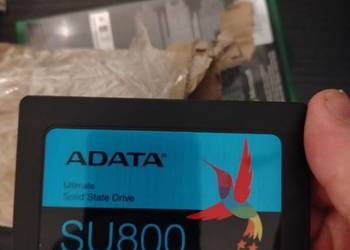 ADATA
Ultimate
Solid State Drive
SU800